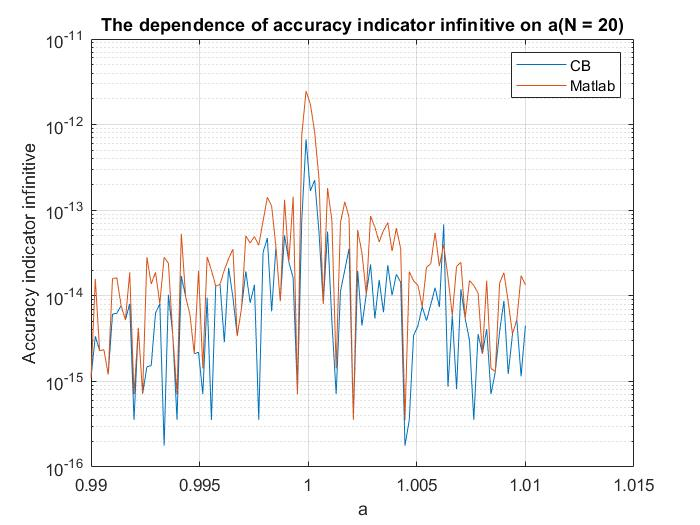 The dependence of accuracy indicator infinitive on a(N = 20)
CB
Matlab
Accuracy indicator infinitive
10^-11
10^-12
10^-13
10^-14
10^-15
10^-16
0.99 0.995 1 1.005 1.01 1.015
a